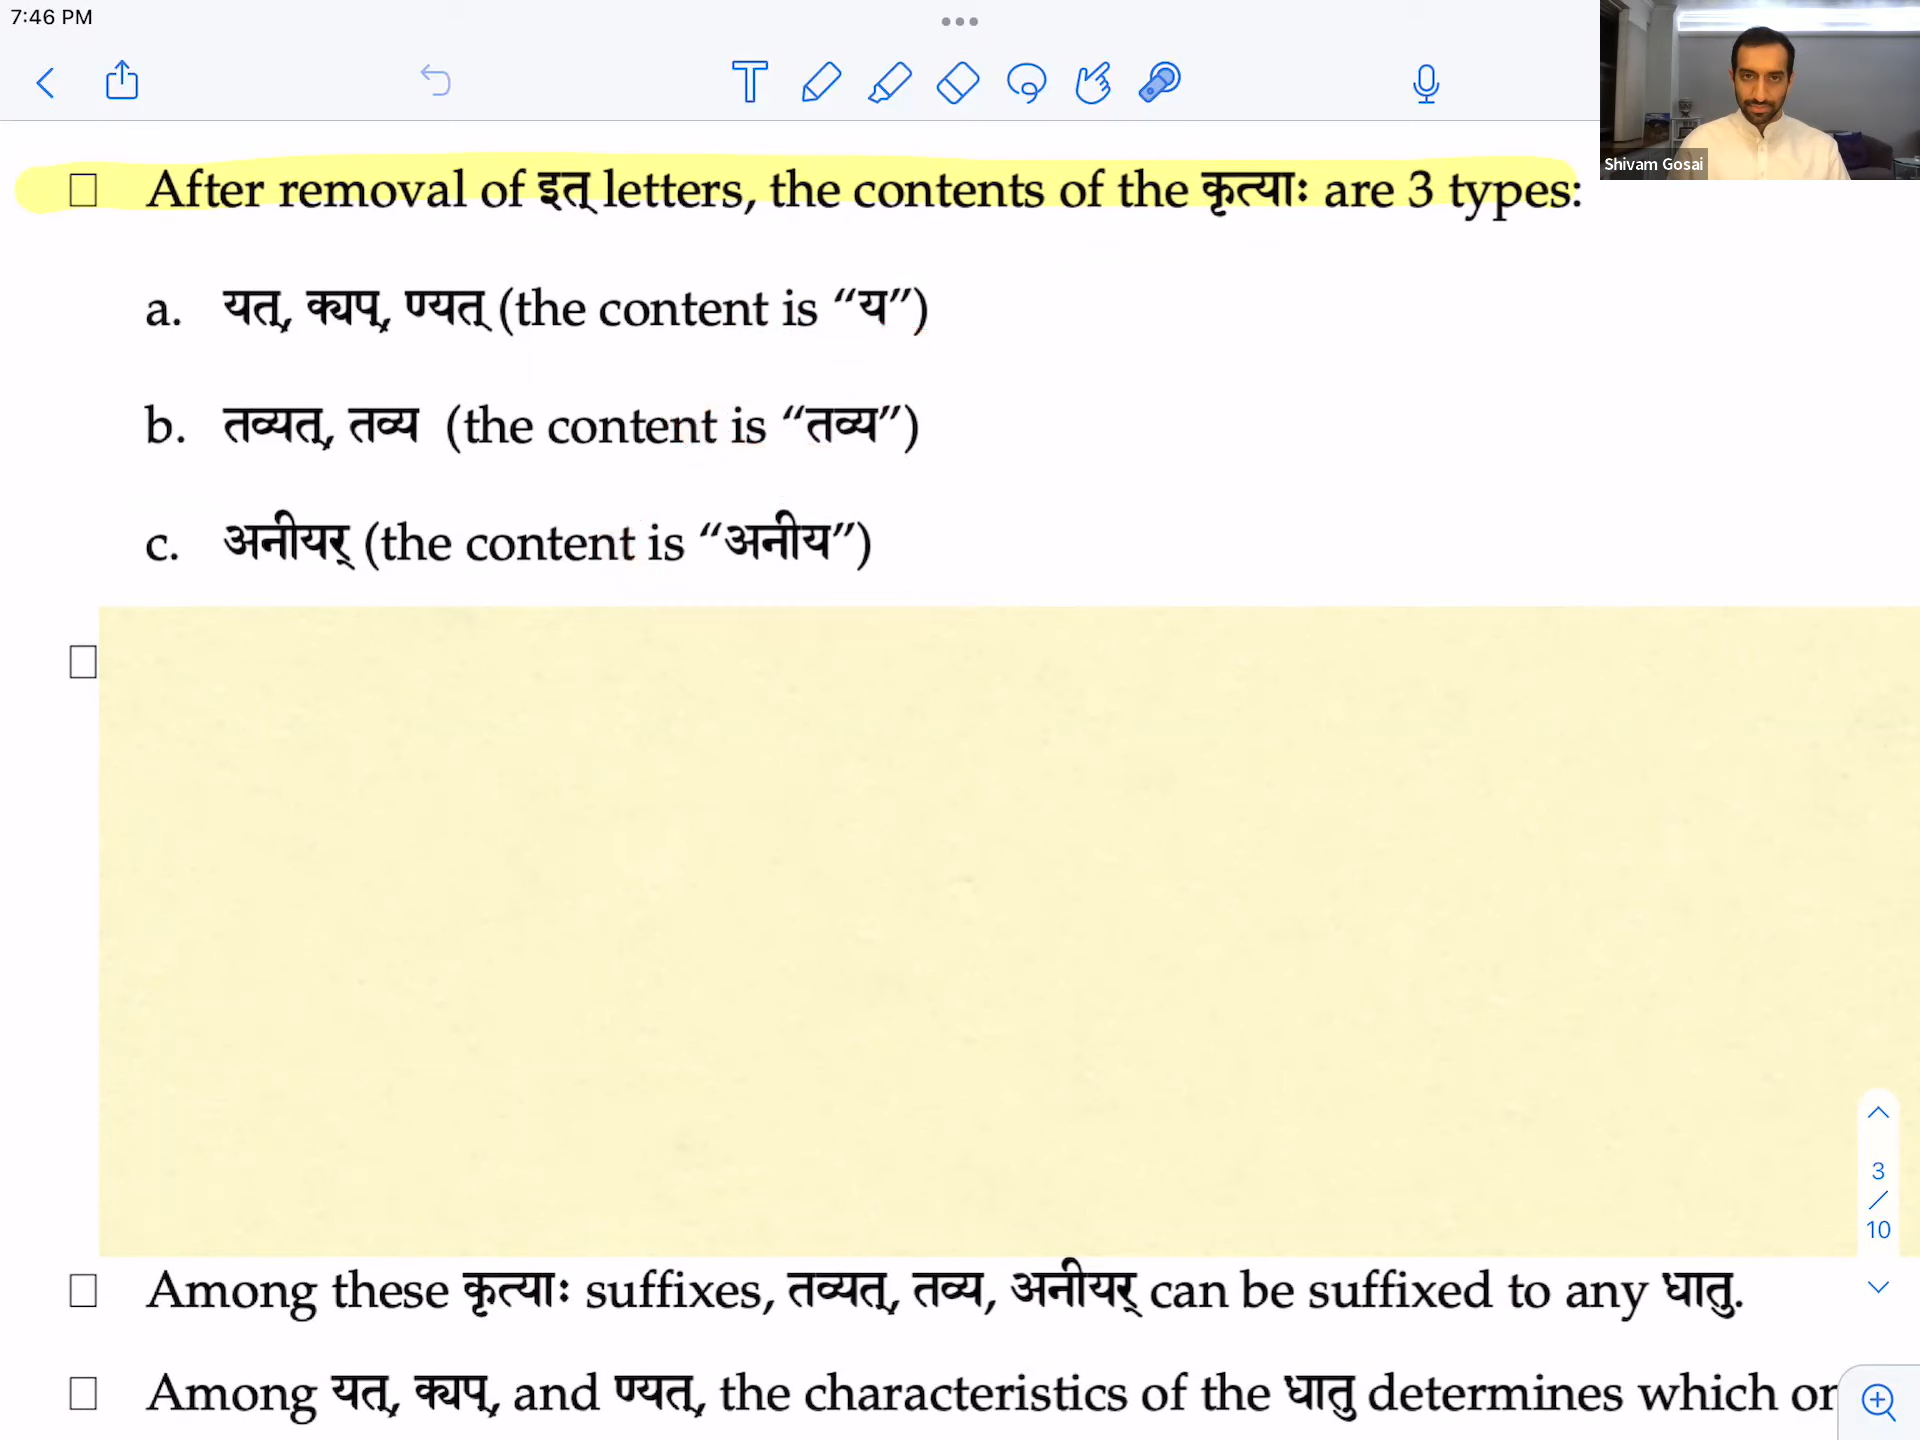 7:46 PM
Shivam Gosai
□ After removal of इत् letters, the contents of the कृत्याः are 3 types:
a. यत्, क्यप्, ण्यत् (the content is “य”)
b. तव्यत्, तव्य (the content is “तव्य”)
c. अनीयर् (the content is “अनीय”)
□
3
/
10
□ Among these कृत्याः suffixes, तव्यत्, तव्य, अनीयर् can be suffixed to any धातु.
□ Among यत्, क्यप्, and ण्यत्, the characteristics of the धातु determines which or